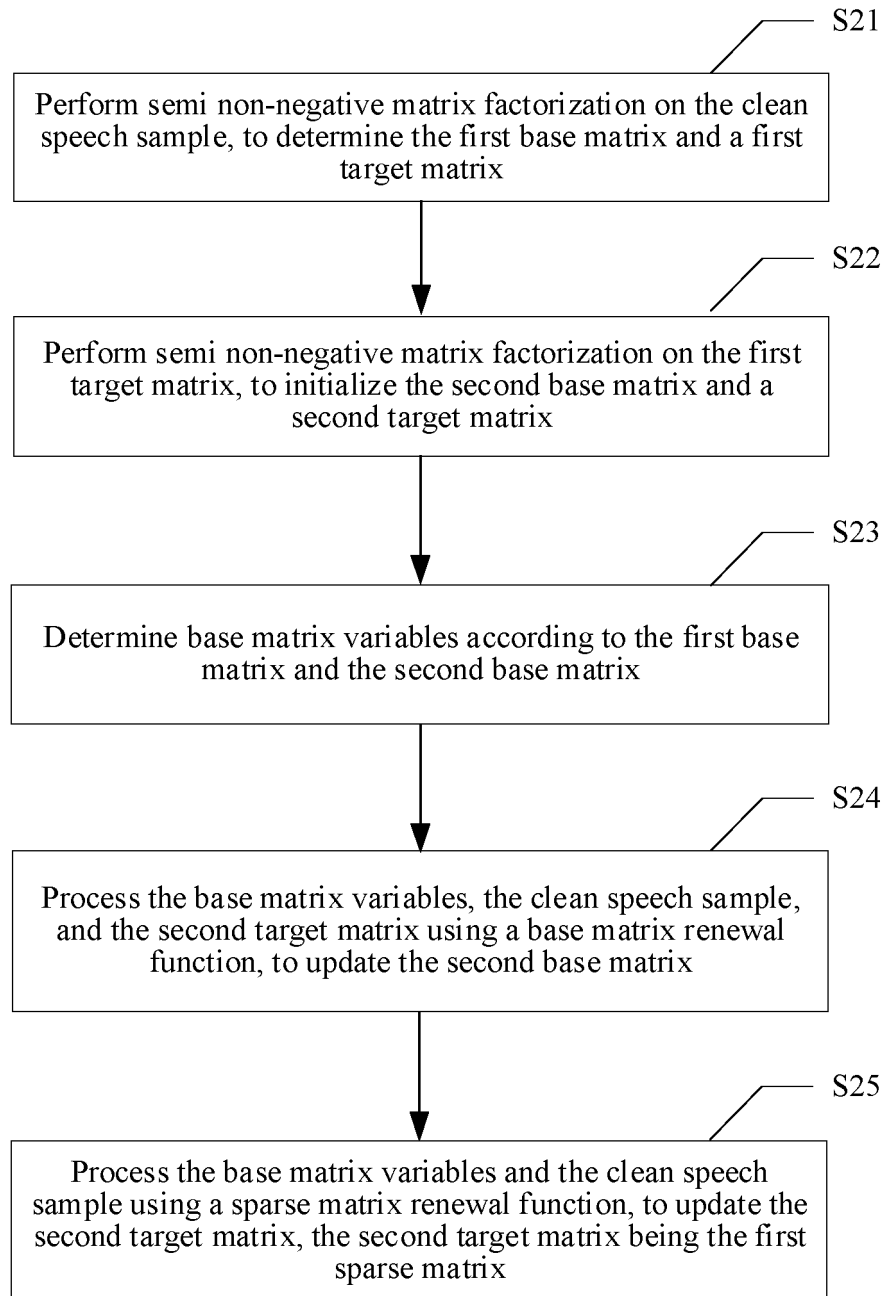 S21
Perform semi non-negative matrix factorization on the clean
speech sample, to determine the first base matrix and a first
target matrix
S22
Perform semi non-negative matrix factorization on the first
target matrix, to initialize the second base matrix and a
second target matrix
S23
Determine base matrix variables according to the first base
matrix and the second base matrix
S24
Process the base matrix variables, the clean speech sample,
and the second target matrix using a base matrix renewal
function, to update the second base matrix
S25
Process the base matrix variables and the clean speech
sample using a sparse matrix renewal function, to update the
second target matrix, the second target matrix being the first
sparse matrix